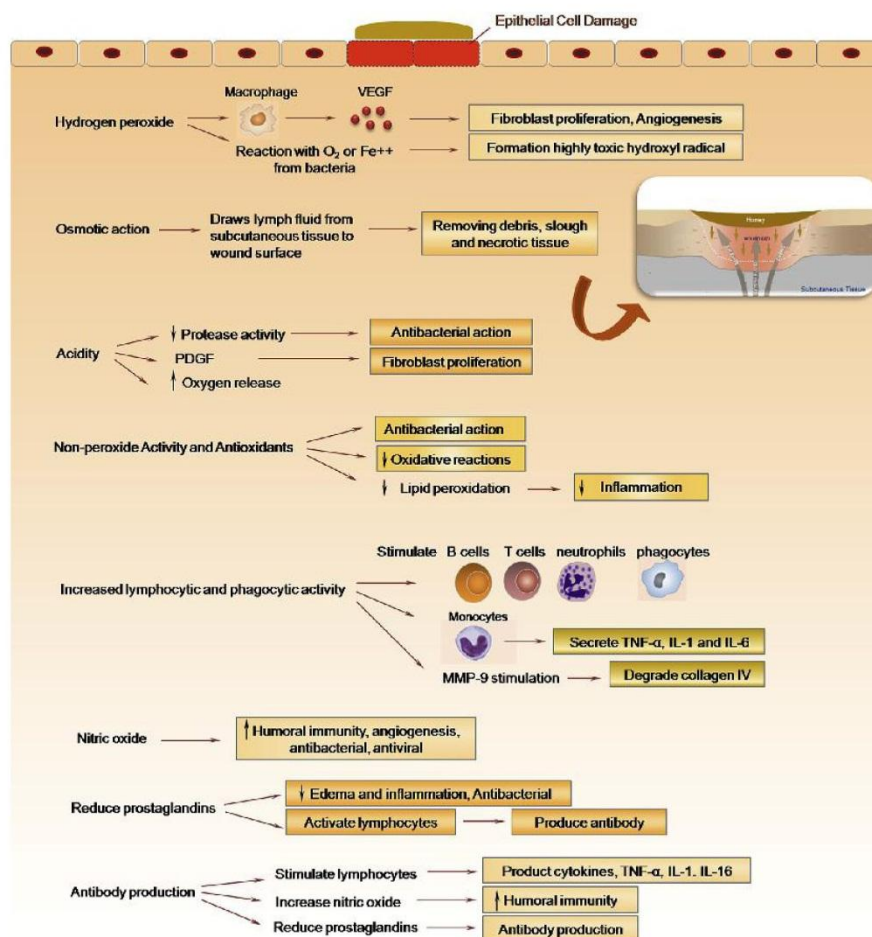 Epithelial Cell Damage
Macrophage
VEGF
Hydrogen peroxide
Fibroblast proliferation, Angiogenesis
Reaction with O₂ or Fe++
from bacteria
Formation highly toxic hydroxyl radical
Honey
Subcutaneous Tissue
Osmotic action
Draws lymph fluid from
subcutaneous tissue to
wound surface
Removing debris, slough
and necrotic tissue
Acidity
↓ Protease activity
Antibacterial action
PDGF
Fibroblast proliferation
↑ Oxygen release
Non-peroxide Activity and Antioxidants
Antibacterial action
↓ Oxidative reactions
↓ Lipid peroxidation
↓ Inflammation
Increased lymphocytic and phagocytic activity
Stimulate B cells T cells neutrophils phagocytes
Monocytes
Secrete TNF-α, IL-1 and IL-6
MMP-9 stimulation
Degrade collagen IV
Nitric oxide
↑ Humoral immunity, angiogenesis,
antibacterial, antiviral
Reduce prostaglandins
↓ Edema and inflammation, Antibacterial
Activate lymphocytes
Produce antibody
Antibody production
Stimulate lymphocytes
Product cytokines, TNF-α, IL-1. IL-16
Increase nitric oxide
↑ Humoral immunity
Reduce prostaglandins
Antibody production